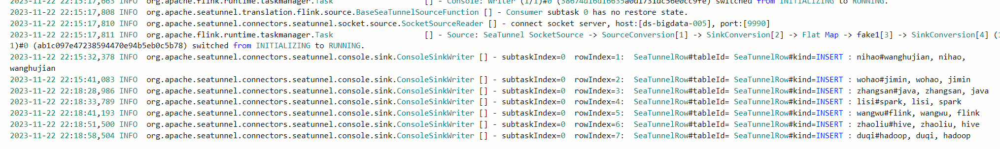 2023-11-22 22:15:17,663 INFO  org.apache.flink.runtime.taskmanager.Task                    [] - Console: Writer (1/1)#0 (38674d16d16635a0d1731dc56e0cc9fe) switched from INITIALIZING to RUNNING.
2023-11-22 22:15:17,808 INFO  org.apache.seatunnel.translation.flink.source.BaseSeaTunnelSourceFunction [] - Consumer subtask 0 has no restore state.
2023-11-22 22:15:17,810 INFO  org.apache.seatunnel.connectors.seatunnel.socket.source.SocketSourceReader [] - connect socket server, host:[ds-bigdata-005], port:[9990]
2023-11-22 22:15:17,811 INFO  org.apache.flink.runtime.taskmanager.Task                    [] - Source: SeaTunnel SocketSource -> SourceConversion[1] -> SinkConversion[2] -> Flat Map -> fake1[3] -> SinkConversion[4] (1
1)#0 (ab1c097e47238594470e94b5eb0c5b78) switched from INITIALIZING to RUNNING.
2023-11-22 22:15:32,378 INFO  org.apache.seatunnel.connectors.seatunnel.console.sink.ConsoleSinkWriter [] - subtaskIndex=0  rowIndex=1:  SeaTunnelRow#tableId= SeaTunnelRow#kind=INSERT : nihao#wanghujian, nihao,
wanghujian
2023-11-22 22:15:41,083 INFO  org.apache.seatunnel.connectors.seatunnel.console.sink.ConsoleSinkWriter [] - subtaskIndex=0  rowIndex=2:  SeaTunnelRow#tableId= SeaTunnelRow#kind=INSERT : wohao#jimin, wohao, jimin
2023-11-22 22:18:28,986 INFO  org.apache.seatunnel.connectors.seatunnel.console.sink.ConsoleSinkWriter [] - subtaskIndex=0  rowIndex=3:  SeaTunnelRow#tableId= SeaTunnelRow#kind=INSERT : zhangsan#java, zhangsan, java
2023-11-22 22:18:33,789 INFO  org.apache.seatunnel.connectors.seatunnel.console.sink.ConsoleSinkWriter [] - subtaskIndex=0  rowIndex=4:  SeaTunnelRow#tableId= SeaTunnelRow#kind=INSERT : lisi#spark, lisi, spark
2023-11-22 22:18:41,193 INFO  org.apache.seatunnel.connectors.seatunnel.console.sink.ConsoleSinkWriter [] - subtaskIndex=0  rowIndex=5:  SeaTunnelRow#tableId= SeaTunnelRow#kind=INSERT : wangwu#flink, wangwu, flink
2023-11-22 22:18:51,500 INFO  org.apache.seatunnel.connectors.seatunnel.console.sink.ConsoleSinkWriter [] - subtaskIndex=0  rowIndex=6:  SeaTunnelRow#tableId= SeaTunnelRow#kind=INSERT : zhaoliu#hive, zhaoliu, hive
2023-11-22 22:18:58,504 INFO  org.apache.seatunnel.connectors.seatunnel.console.sink.ConsoleSinkWriter [] - subtaskIndex=0  rowIndex=7:  SeaTunnelRow#tableId= SeaTunnelRow#kind=INSERT : duqi#hadoop, duqi, hadoop